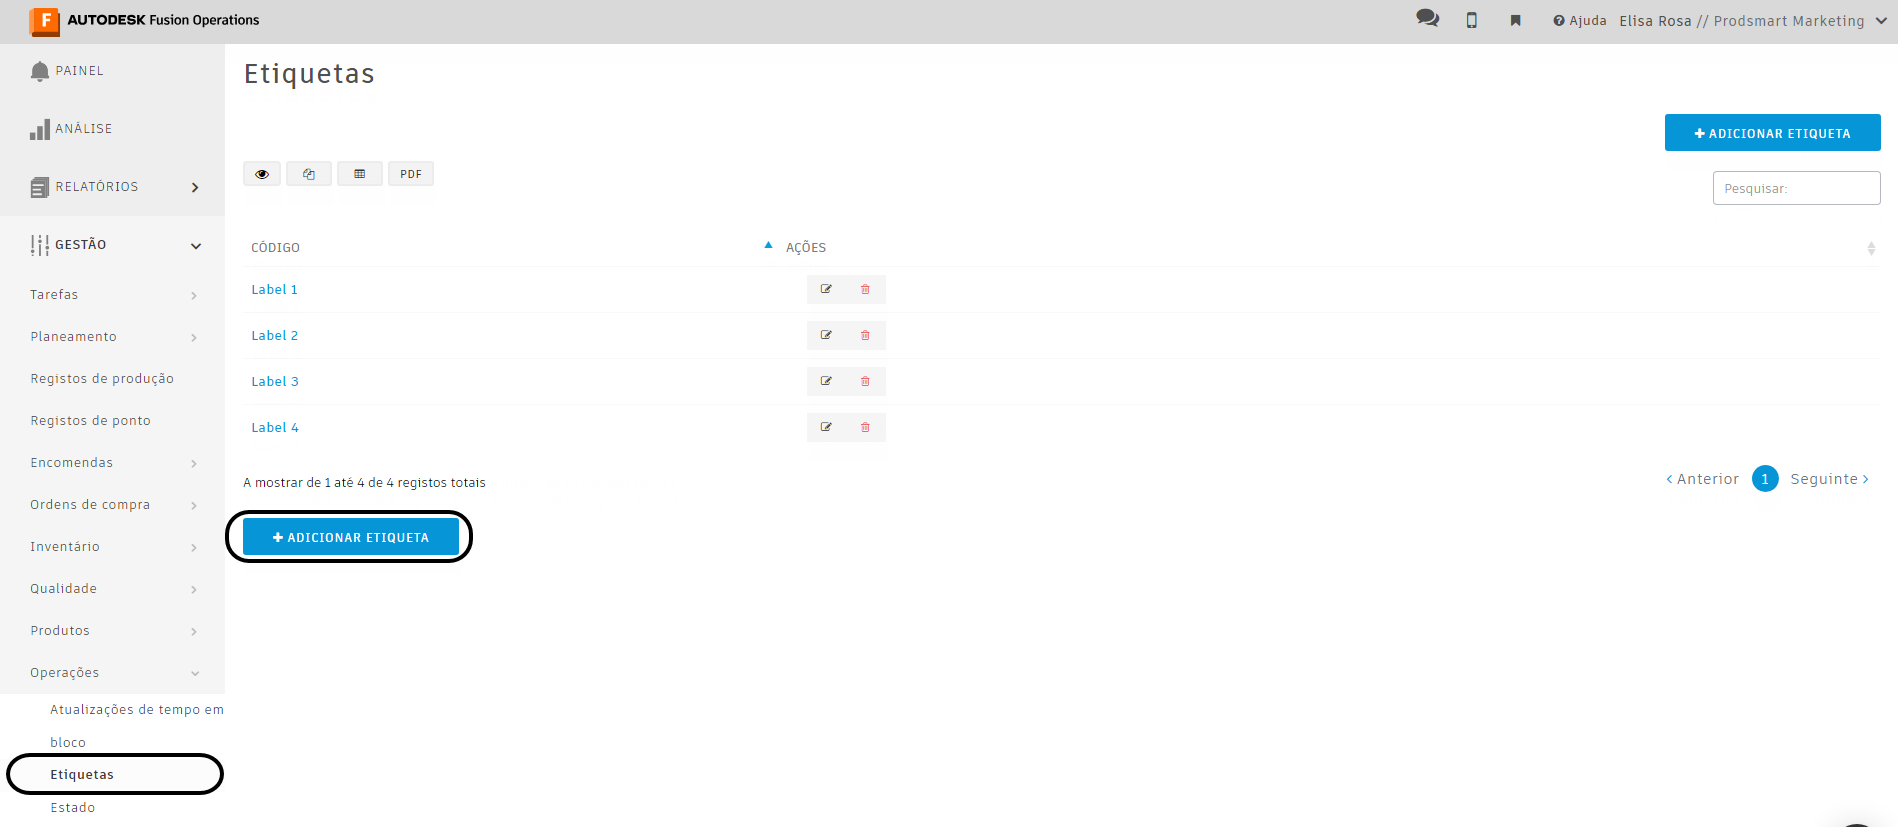 AUTODESK Fusion Operations
Ajuda Elisa Rosa // Prodsmart Marketing
PAINEL
ANÁLISE
RELATÓRIOS
GESTÃO
Tarefas
Planeamento
Registos de produção
Registos de ponto
Encomendas
Ordens de compra
Inventário
Qualidade
Produtos
Operações
Atualizações de tempo em
bloco
Etiquetas
Estado
Etiquetas
+ ADICIONAR ETIQUETA
PDF
Pesquisar:
CÓDIGO AÇÕES
Label 1
Label 2
Label 3
Label 4
A mostrar de 1 até 4 de 4 registos totais
< Anterior 1 Seguinte >
+ ADICIONAR ETIQUETA